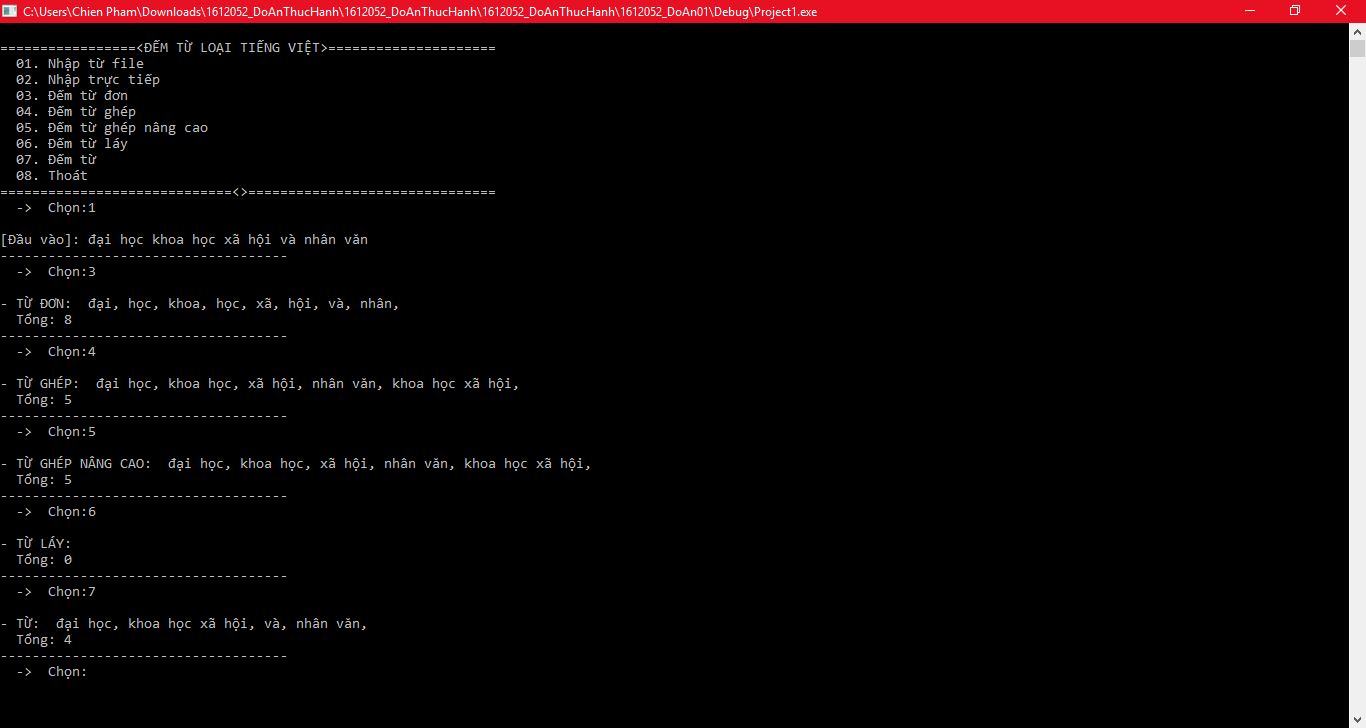 C:\Users\Chien Pham\Downloads\1612052_DoAnThucHanh\1612052_DoAnThucHanh\1612052_DoAnThucHanh\1612052_DoAn01\Debug\Project1.exe
=================<ĐẾM TỪ LOẠI TIẾNG VIỆT>=====================
01. Nhập từ file
02. Nhập trực tiếp
03. Đếm từ đơn
04. Đếm từ ghép
05. Đếm từ ghép nâng cao
06. Đếm từ láy
07. Đếm từ
08. Thoát
=============================<>===============================
-> Chọn:1
[Đầu vào]: đại học khoa học xã hội và nhân văn
------------------------------------
-> Chọn:3
- TỪ ĐƠN: đại, học, khoa, học, xã, hội, và, nhân,
Tổng: 8
------------------------------------
-> Chọn:4
- TỪ GHÉP: đại học, khoa học, xã hội, nhân văn, khoa học xã hội,
Tổng: 5
------------------------------------
-> Chọn:5
- TỪ GHÉP NÂNG CAO: đại học, khoa học, xã hội, nhân văn, khoa học xã hội,
Tổng: 5
------------------------------------
-> Chọn:6
- TỪ LÁY:
Tổng: 0
------------------------------------
-> Chọn:7
- TỪ: đại học, khoa học xã hội, và, nhân văn,
Tổng: 4
------------------------------------
-> Chọn: